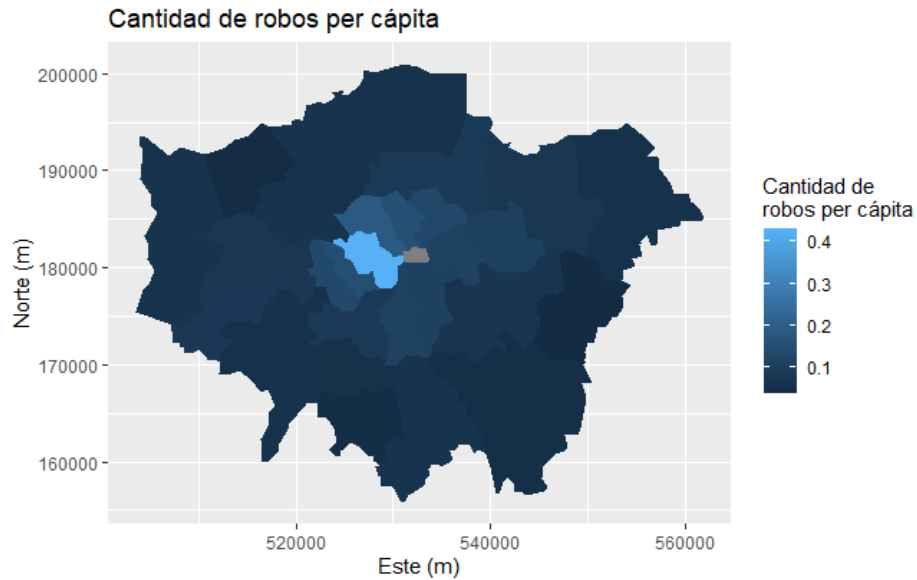 Cantidad de robos per cápita
200000
190000
180000
170000
160000
Norte (m)
520000
540000
560000
Este (m)
Cantidad de
robos per cápita
0.4
0.3
0.2
0.1